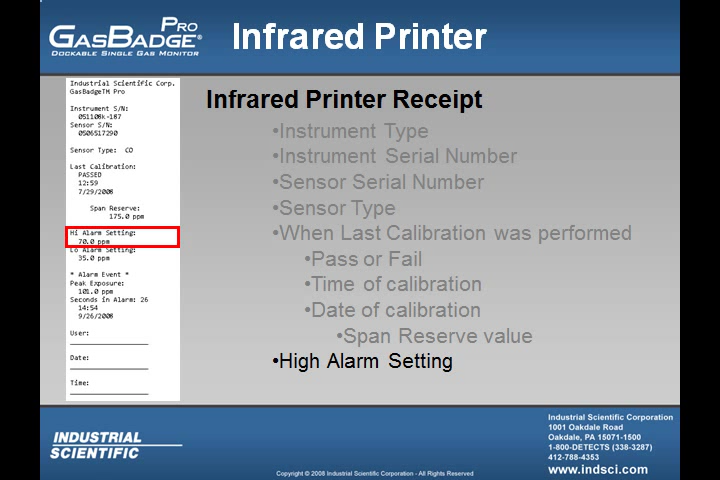 GASBADGE® PRO
DOCKABLE SINGLE GAS MONITOR
Infrared Printer
Industrial Scientific Corp.
GasBadgeTM Pro
Instrument S/N:
051108k-187
Sensor S/N:
0506517290
Sensor Type: CO
Last Calibration:
PASSED
12:59
7/29/2008
Span Reserve:
175.0 ppm
Hi Alarm Setting:
70.0 ppm
Lo Alarm Setting:
35.0 ppm
* Alarm Event *
Peak Exposure:
101.0 ppm
Seconds in Alarm: 26
14:54
9/26/2008
User:
Date:
Time:
Infrared Printer Receipt
•Instrument Type
•Instrument Serial Number
•Sensor Serial Number
•Sensor Type
•When Last Calibration was performed
•Pass or Fail
•Time of calibration
•Date of calibration
•Span Reserve value
•High Alarm Setting
INDUSTRIAL
SCIENTIFIC
Copyright © 2008 Industrial Scientific Corporation - All Rights Reserved
Industrial Scientific Corporation
1001 Oakdale Road
Oakdale, PA 15071-1500
1-800-DETECTS (338-3287)
412-788-4353
www.indsci.com